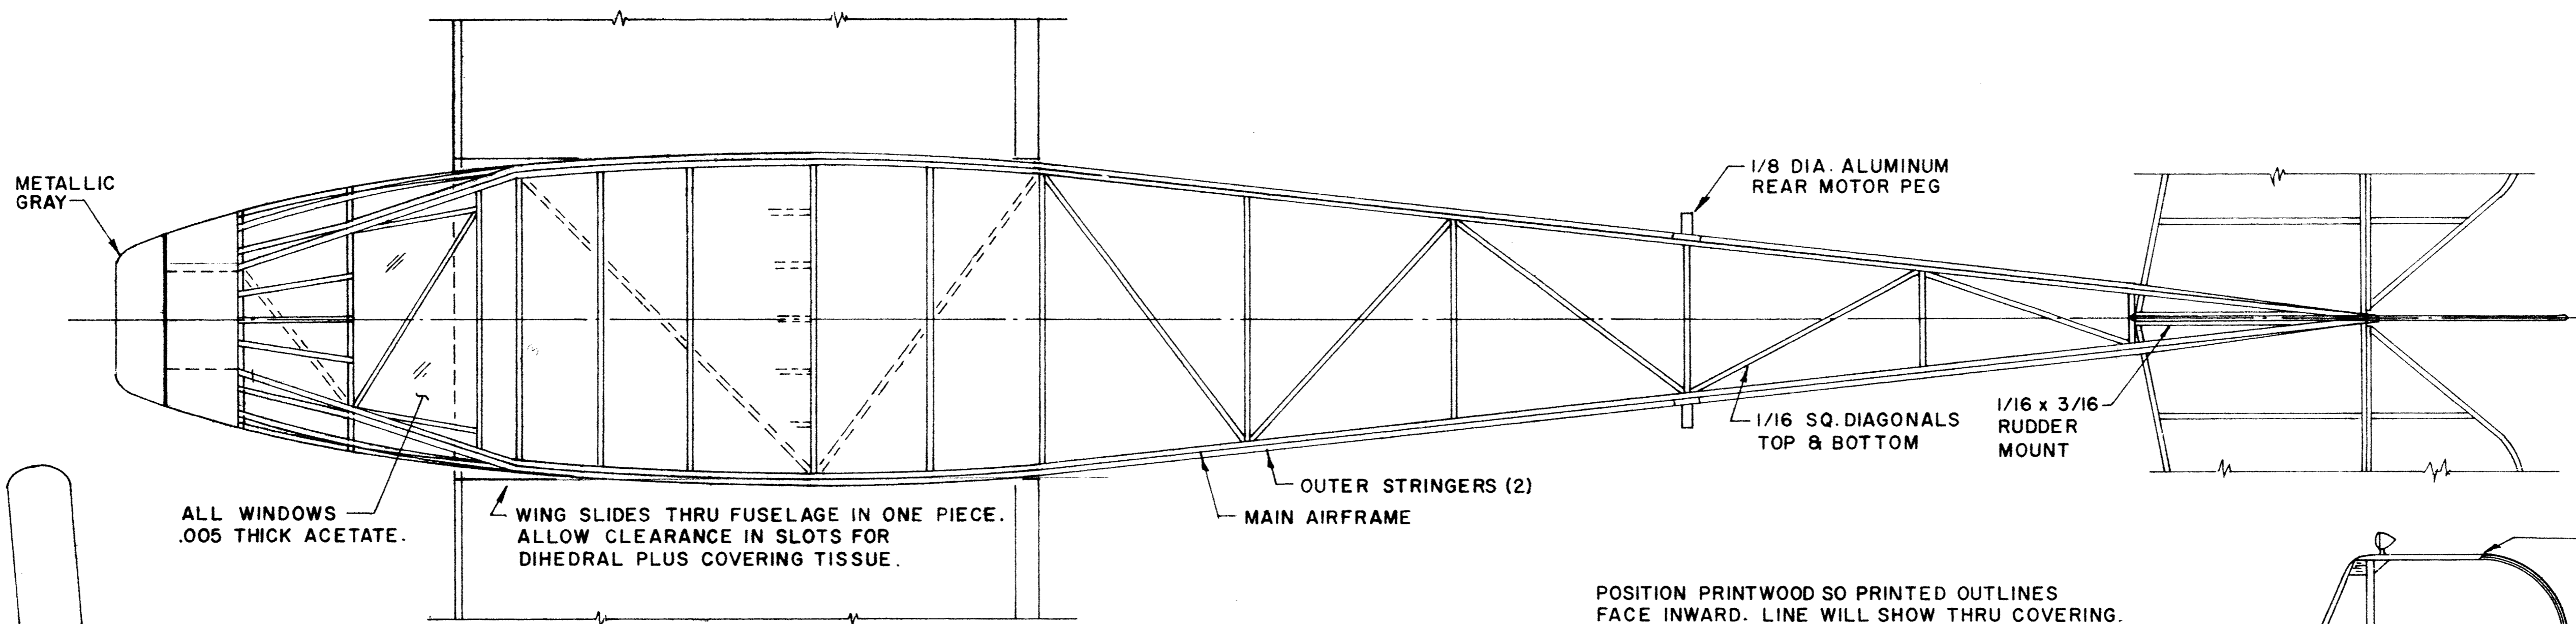 METALLIC
GRAY
1/8 DIA. ALUMINUM
REAR MOTOR PEG
1/16 SQ. DIAGONALS
TOP & BOTTOM
1/16 x 3/16
RUDDER
MOUNT
OUTER STRINGERS (2)
MAIN AIRFRAME
ALL WINDOWS
.005 THICK ACETATE.
WING SLIDES THRU FUSELAGE IN ONE PIECE.
ALLOW CLEARANCE IN SLOTS FOR
DIHEDRAL PLUS COVERING TISSUE.
POSITION PRINTWOOD SO PRINTED OUTLINES
FACE INWARD. LINE WILL SHOW THRU COVERING.